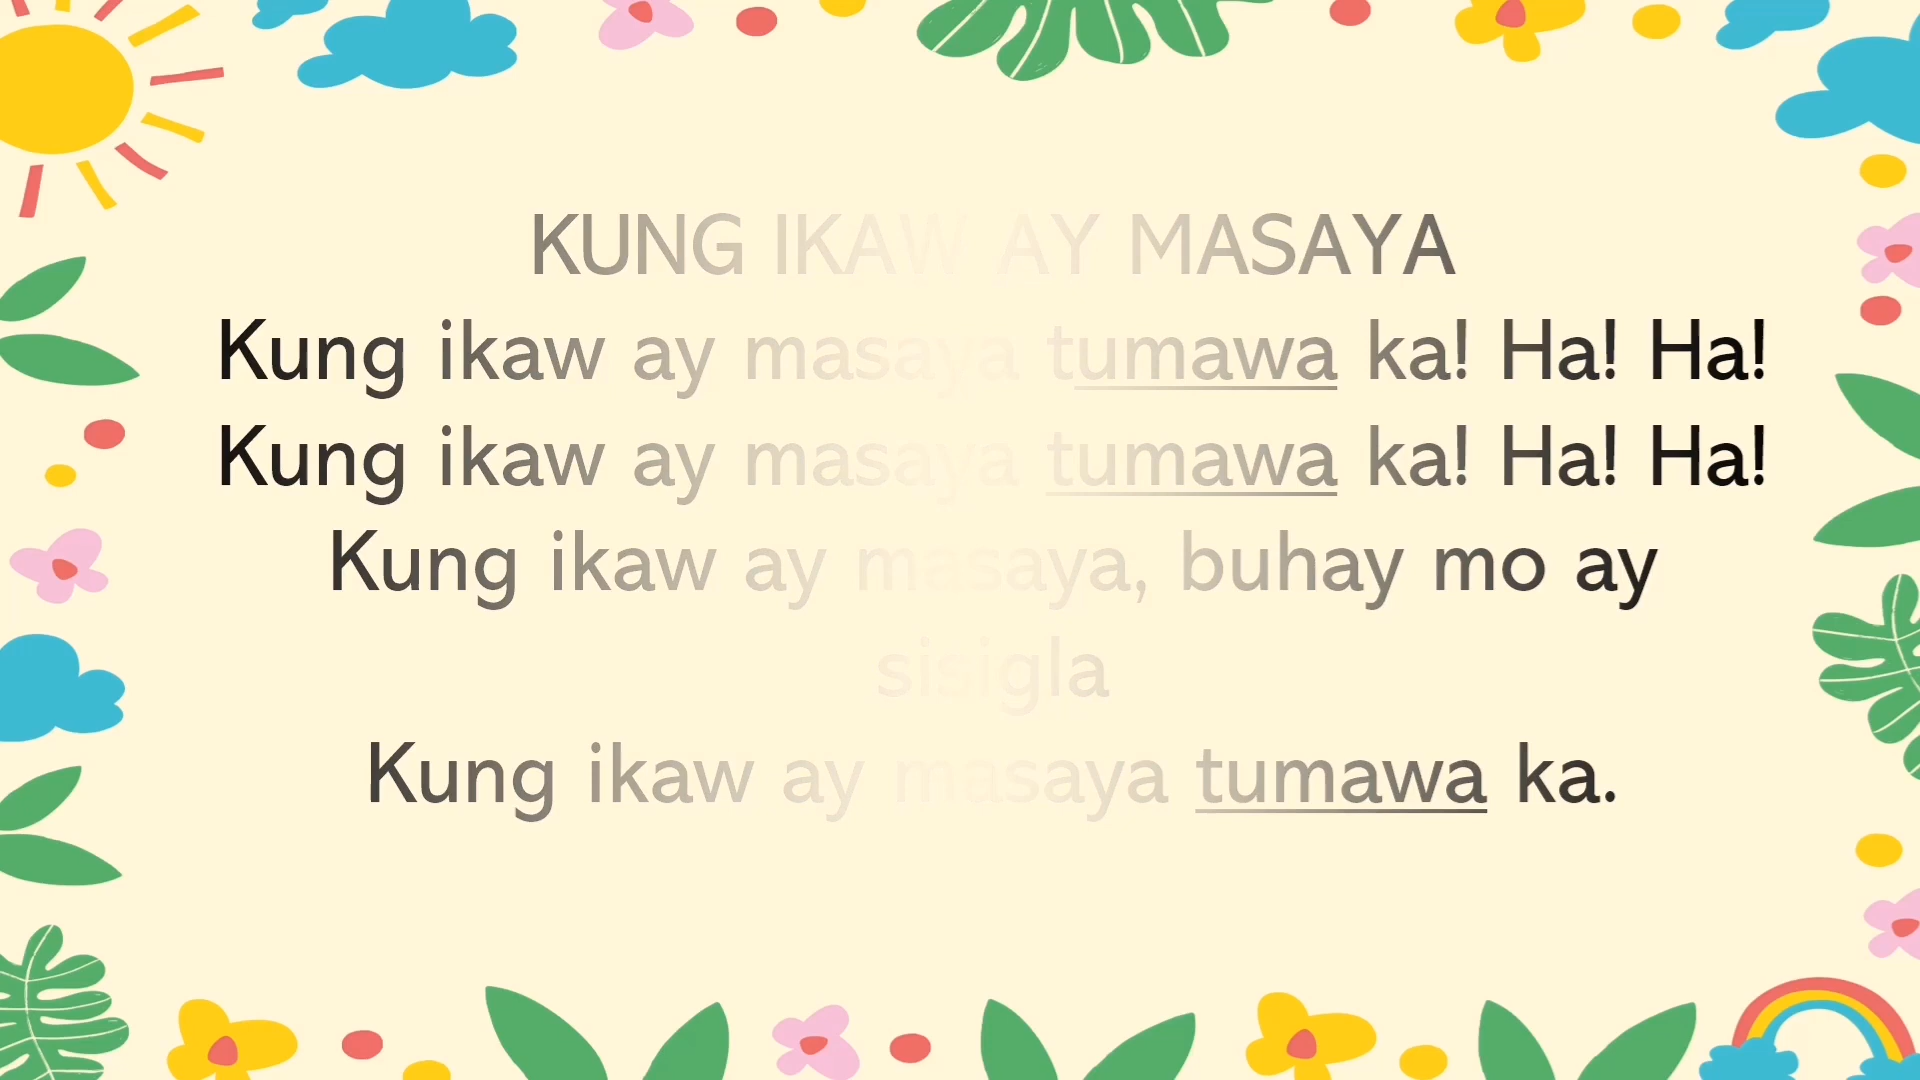 KUNG IKAW AY MASAYA
Kung ikaw ay masaya tumawa ka! Ha! Ha!
Kung ikaw ay masaya tumawa ka! Ha! Ha!
Kung ikaw ay masaya, buhay mo ay
sisigla
Kung ikaw ay masaya tumawa ka.